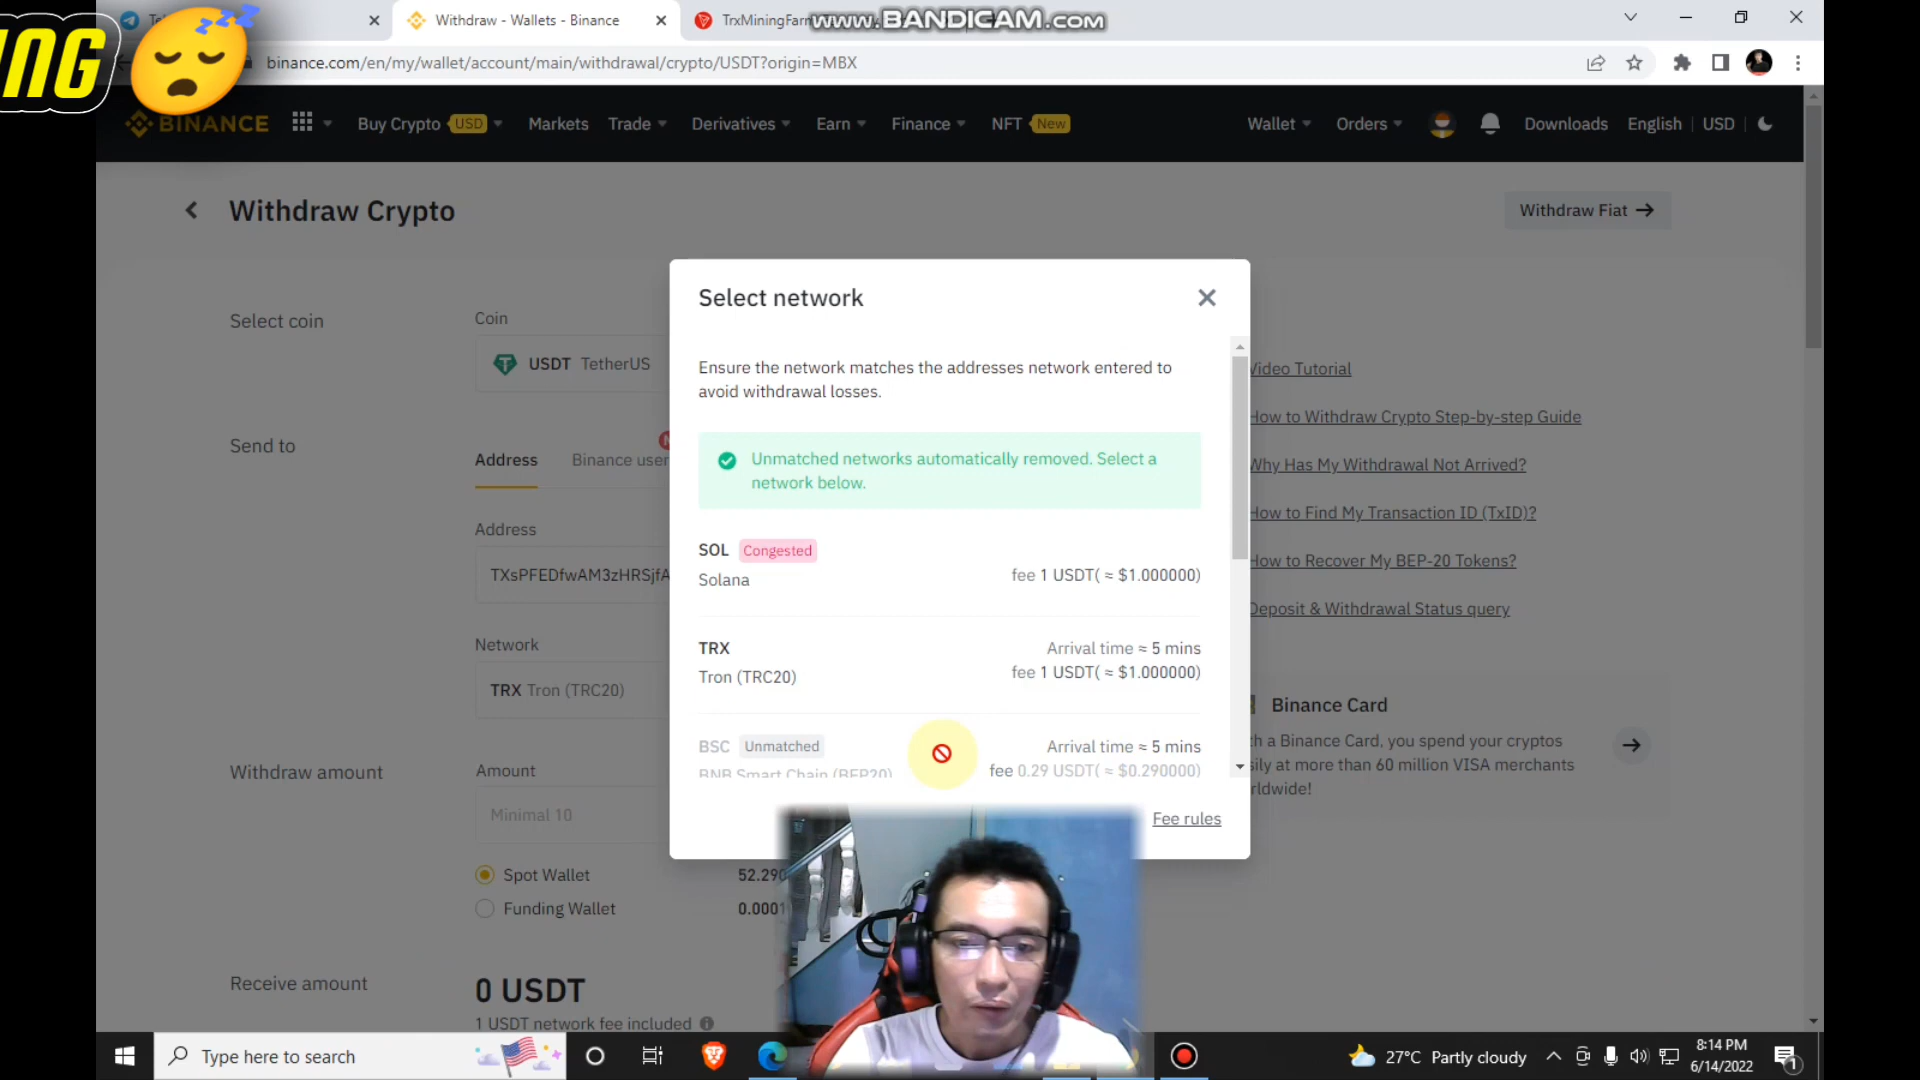 Withdraw - Wallets - Binance
TrxMiningFarm
WWW.BANDICAM.COM
NG
binance.com/en/my/wallet/account/main/withdrawal/crypto/USDT?origin=MBX
BINANCE
Buy Crypto USD
Markets
Trade
Derivatives
Earn
Finance
NFT New
Wallet
Orders
Downloads
English
USD
Withdraw Crypto
Withdraw Fiat
Select network
Select coin
Coin
USDT TetherUS
Ensure the network matches the addresses network entered to
avoid withdrawal losses.
Video Tutorial
How to Withdraw Crypto Step-by-step Guide
Send to
Address
Binance user
Unmatched networks automatically removed. Select a
network below.
Why Has My Withdrawal Not Arrived?
How to Find My Transaction ID (TxID)?
Address
TXsPFEDfwAM3zHRSjfA
SOL Congested
Solana
fee 1 USDT( ≈ $1.000000)
How to Recover My BEP-20 Tokens?
Deposit & Withdrawal Status query
Network
TRX Tron (TRC20)
TRX
Arrival time ≈ 5 mins
Tron (TRC20)
fee 1 USDT( ≈ $1.000000)
Binance Card
th a Binance Card, you spend your cryptos
sily at more than 60 million VISA merchants
rldwide!
BSC Unmatched
Arrival time ≈ 5 mins
BNB Smart Chain (BEP20)
fee 0.29 USDT( ≈ $0.290000)
Withdraw amount
Amount
Minimal 10
Fee rules
Spot Wallet
52.290
Funding Wallet
0.0001
Receive amount
0 USDT
1 USDT network fee included
Type here to search
27°C Partly cloudy
8:14 PM
6/14/2022
1